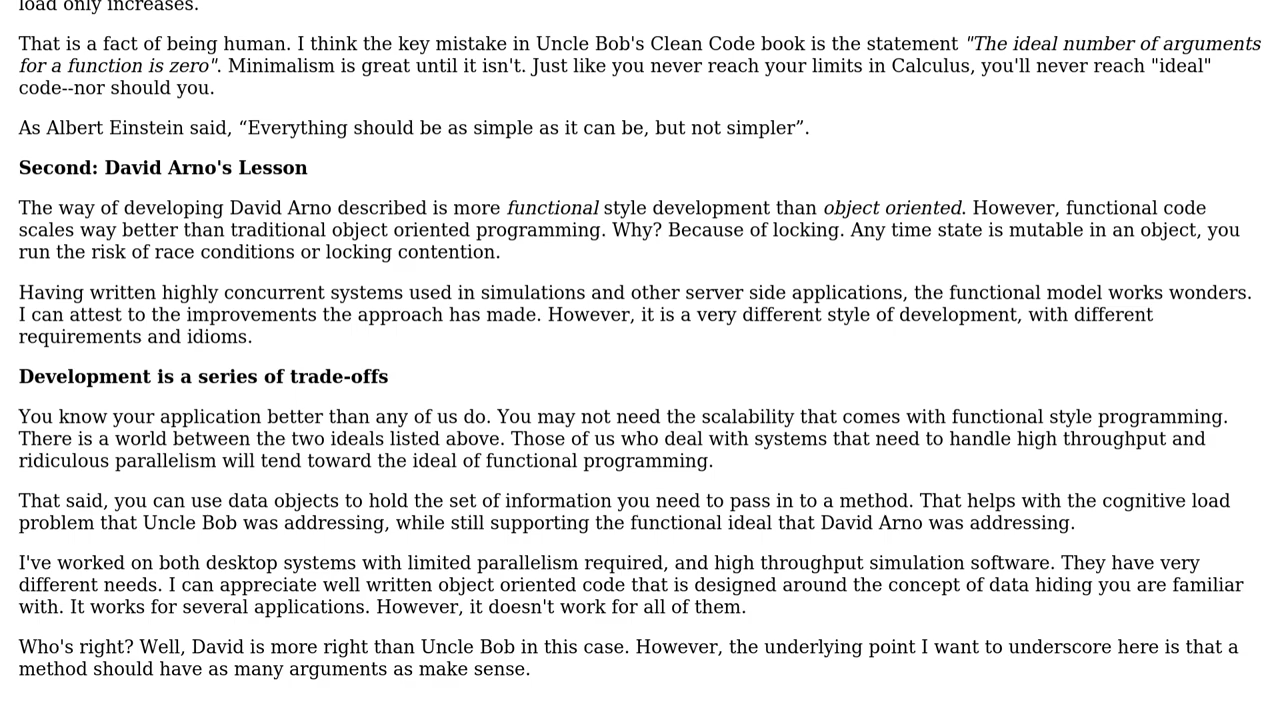 load only increases.
That is a fact of being human. I think the key mistake in Uncle Bob's Clean Code book is the statement "The ideal number of arguments
for a function is zero". Minimalism is great until it isn't. Just like you never reach your limits in Calculus, you'll never reach "ideal"
code--nor should you.
As Albert Einstein said, “Everything should be as simple as it can be, but not simpler”.
Second: David Arno's Lesson
The way of developing David Arno described is more functional style development than object oriented. However, functional code
scales way better than traditional object oriented programming. Why? Because of locking. Any time state is mutable in an object, you
run the risk of race conditions or locking contention.
Having written highly concurrent systems used in simulations and other server side applications, the functional model works wonders.
I can attest to the improvements the approach has made. However, it is a very different style of development, with different
requirements and idioms.
Development is a series of trade-offs
You know your application better than any of us do. You may not need the scalability that comes with functional style programming.
There is a world between the two ideals listed above. Those of us who deal with systems that need to handle high throughput and
ridiculous parallelism will tend toward the ideal of functional programming.
That said, you can use data objects to hold the set of information you need to pass in to a method. That helps with the cognitive load
problem that Uncle Bob was addressing, while still supporting the functional ideal that David Arno was addressing.
I've worked on both desktop systems with limited parallelism required, and high throughput simulation software. They have very
different needs. I can appreciate well written object oriented code that is designed around the concept of data hiding you are familiar
with. It works for several applications. However, it doesn't work for all of them.
Who's right? Well, David is more right than Uncle Bob in this case. However, the underlying point I want to underscore here is that a
method should have as many arguments as make sense.